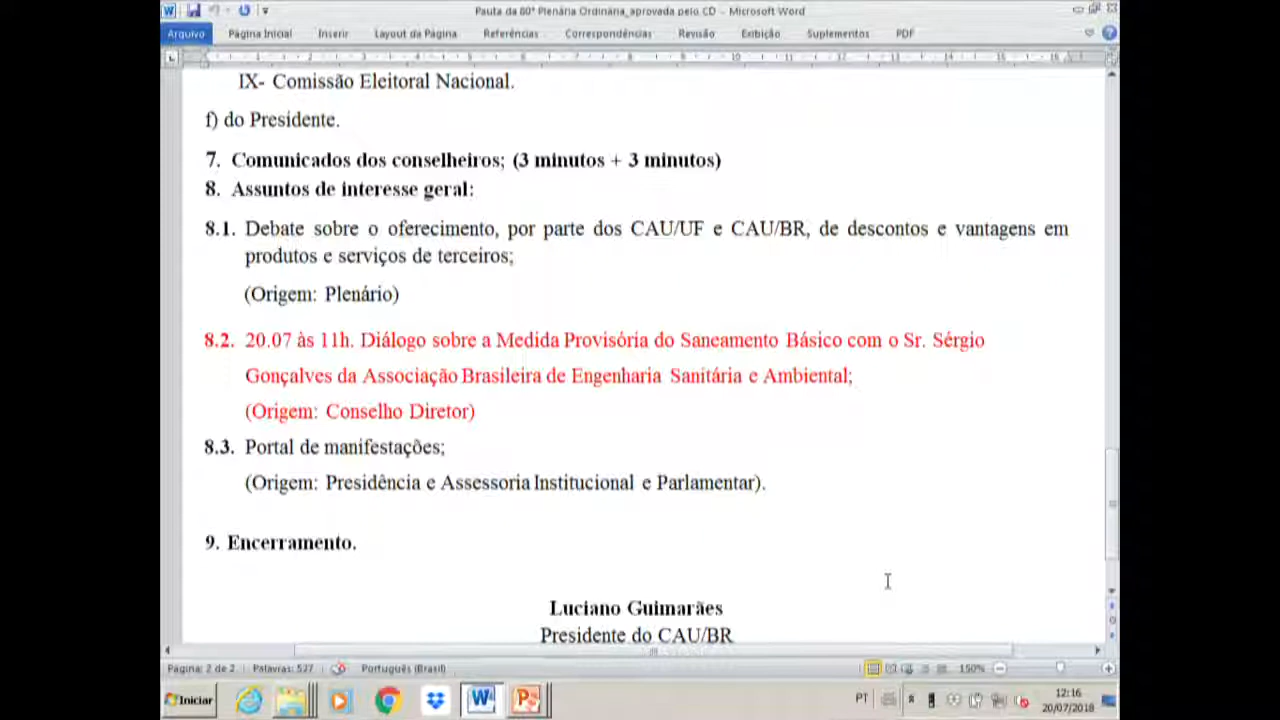 Pauta da 80ª Plenária Ordinária_aprovada pelo CD - Microsoft Word
Arquivo Página Inicial Inserir Layout da Página Referências Correspondências Revisão Exibição Suplementos PDF
IX- Comissão Eleitoral Nacional.
f) do Presidente.
7. Comunicados dos conselheiros; (3 minutos + 3 minutos)
8. Assuntos de interesse geral:
8.1. Debate sobre o oferecimento, por parte dos CAU/UF e CAU/BR, de descontos e vantagens em
produtos e serviços de terceiros;
(Origem: Plenário)
8.2. 20.07 às 11h. Diálogo sobre a Medida Provisória do Saneamento Básico com o Sr. Sérgio
Gonçalves da Associação Brasileira de Engenharia Sanitária e Ambiental;
(Origem: Conselho Diretor)
8.3. Portal de manifestações;
(Origem: Presidência e Assessoria Institucional e Parlamentar).
9. Encerramento.
Luciano Guimarães
Presidente do CAU/BR
Página: 2 de 2 Palavras: 527 Português (Brasil) 150%
Iniciar PT 12:16
20/07/2018